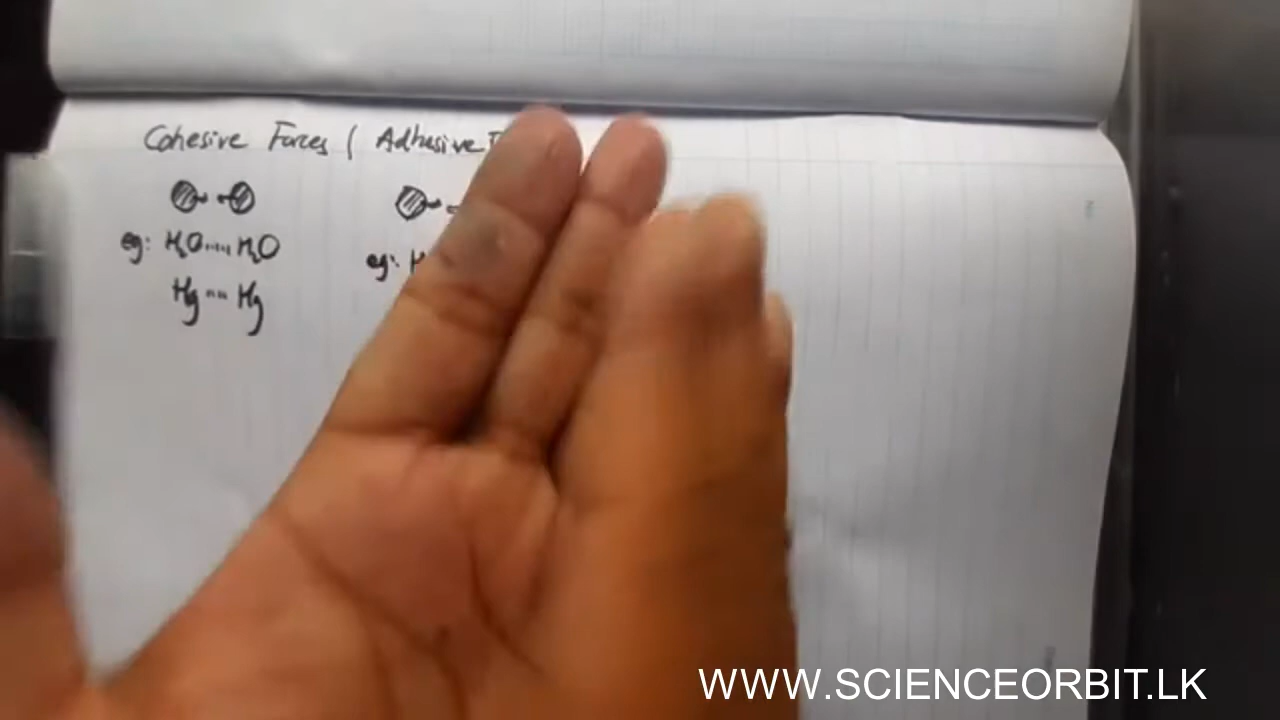 Cohesive Forces / Adhesive
eg: H₂O....H₂O
eg: H
Hg ... Hg
WWW.SCIENCEORBIT.LK